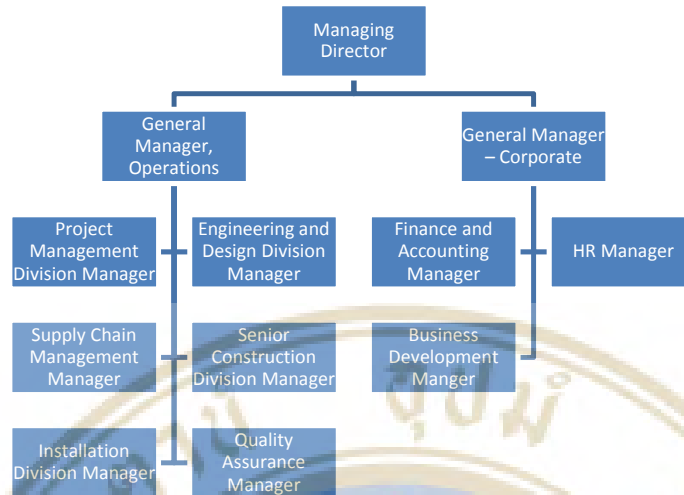 Managing
Director
General
Manager,
Operations
General Manager
– Corporate
Project
Management
Division Manager
Engineering and
Design Division
Manager
Finance and
Accounting
Manager
HR Manager
Supply Chain
Management
Manager
Senior
Construction
Division Manager
Business
Development
Manger
Installation
Division Manager
Quality
Assurance
Manager